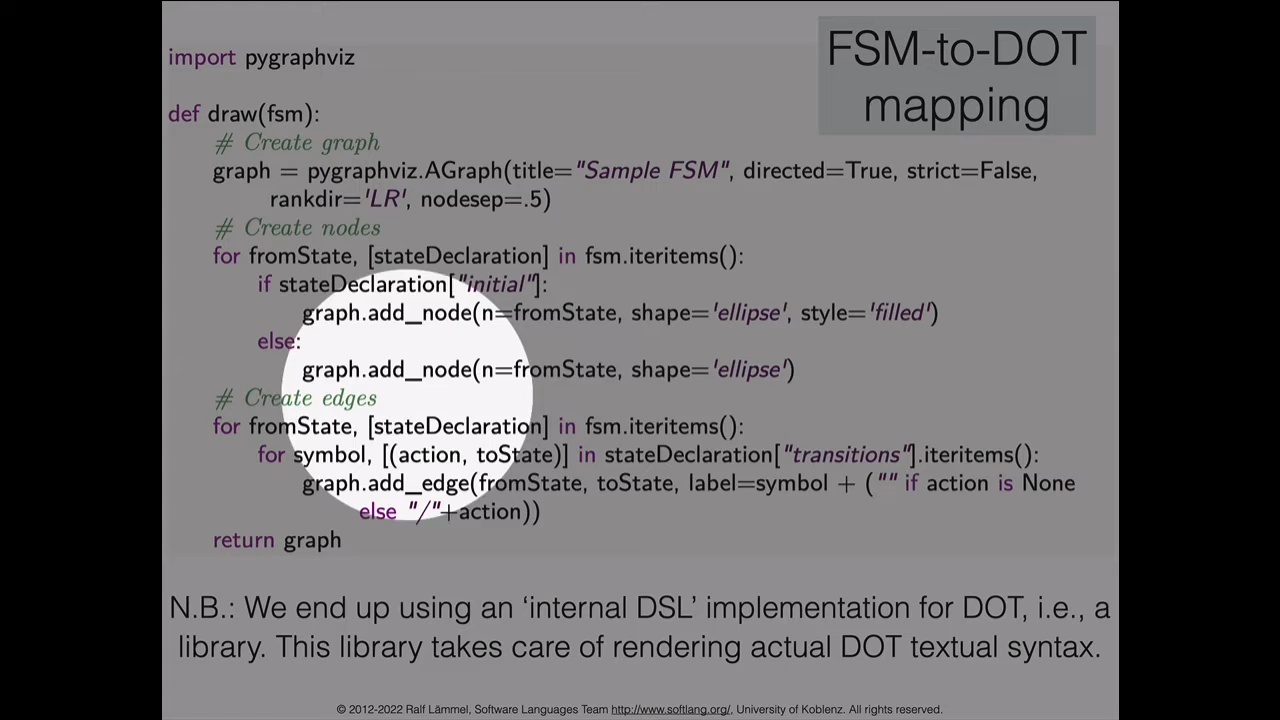 FSM-to-DOT
mapping
import pygraphviz
def draw(fsm):
# Create graph
graph = pygraphviz.AGraph(title="Sample FSM", directed=True, strict=False,
rankdir='LR', nodesep=.5)
# Create nodes
for fromState, [stateDeclaration] in fsm.iteritems():
if stateDeclaration["initial"]:
graph.add_node(n=fromState, shape='ellipse', style='filled')
else:
graph.add_node(n=fromState, shape='ellipse')
# Create edges
for fromState, [stateDeclaration] in fsm.iteritems():
for symbol, [(action, toState)] in stateDeclaration["transitions"].iteritems():
graph.add_edge(fromState, toState, label=symbol + ("" if action is None
else "/"+action))
return graph
N.B.: We end up using an ‘internal DSL’ implementation for DOT, i.e., a
library. This library takes care of rendering actual DOT textual syntax.
© 2012-2022 Ralf Lämmel, Software Languages Team http://www.softlang.org/, University of Koblenz. All rights reserved.